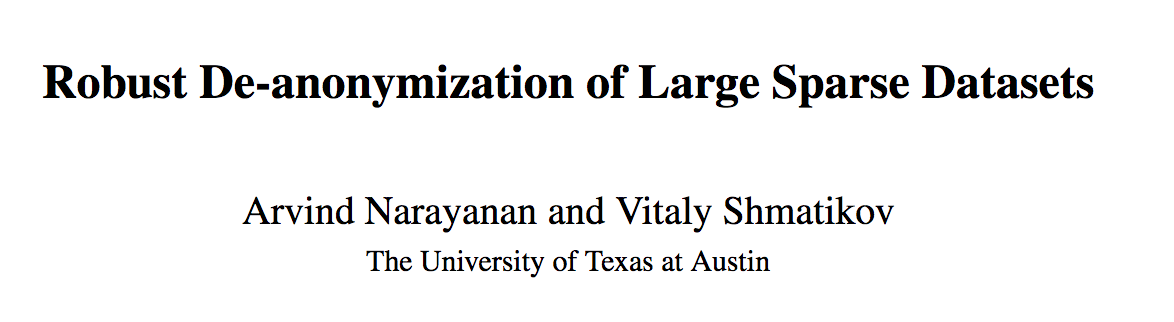 Robust De-anonymization of Large Sparse Datasets
Arvind Narayanan and Vitaly Shmatikov
The University of Texas at Austin